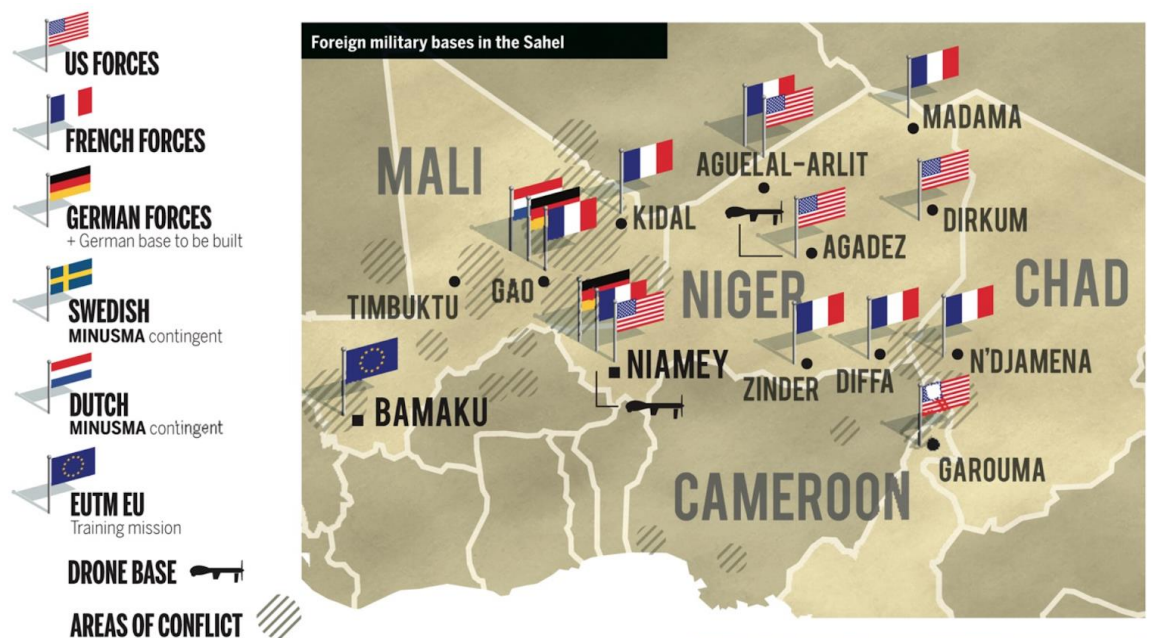 US FORCES
FRENCH FORCES
GERMAN FORCES
+ German base to be built
SWEDISH
MINUSMA contingent
DUTCH
MINUSMA contingent
EUTM EU
Training mission
DRONE BASE
AREAS OF CONFLICT
Foreign military bases in the Sahel
MADAMA
MALI
AGUELAL-ARLIT
KIDAL
DIRKUM
AGADEZ
CHAD
NIGER
TIMBUKTU
GAO
NIAMEY
ZINDER
DIFFA
N'DJAMENA
BAMAKU
GAROUMA
CAMEROON